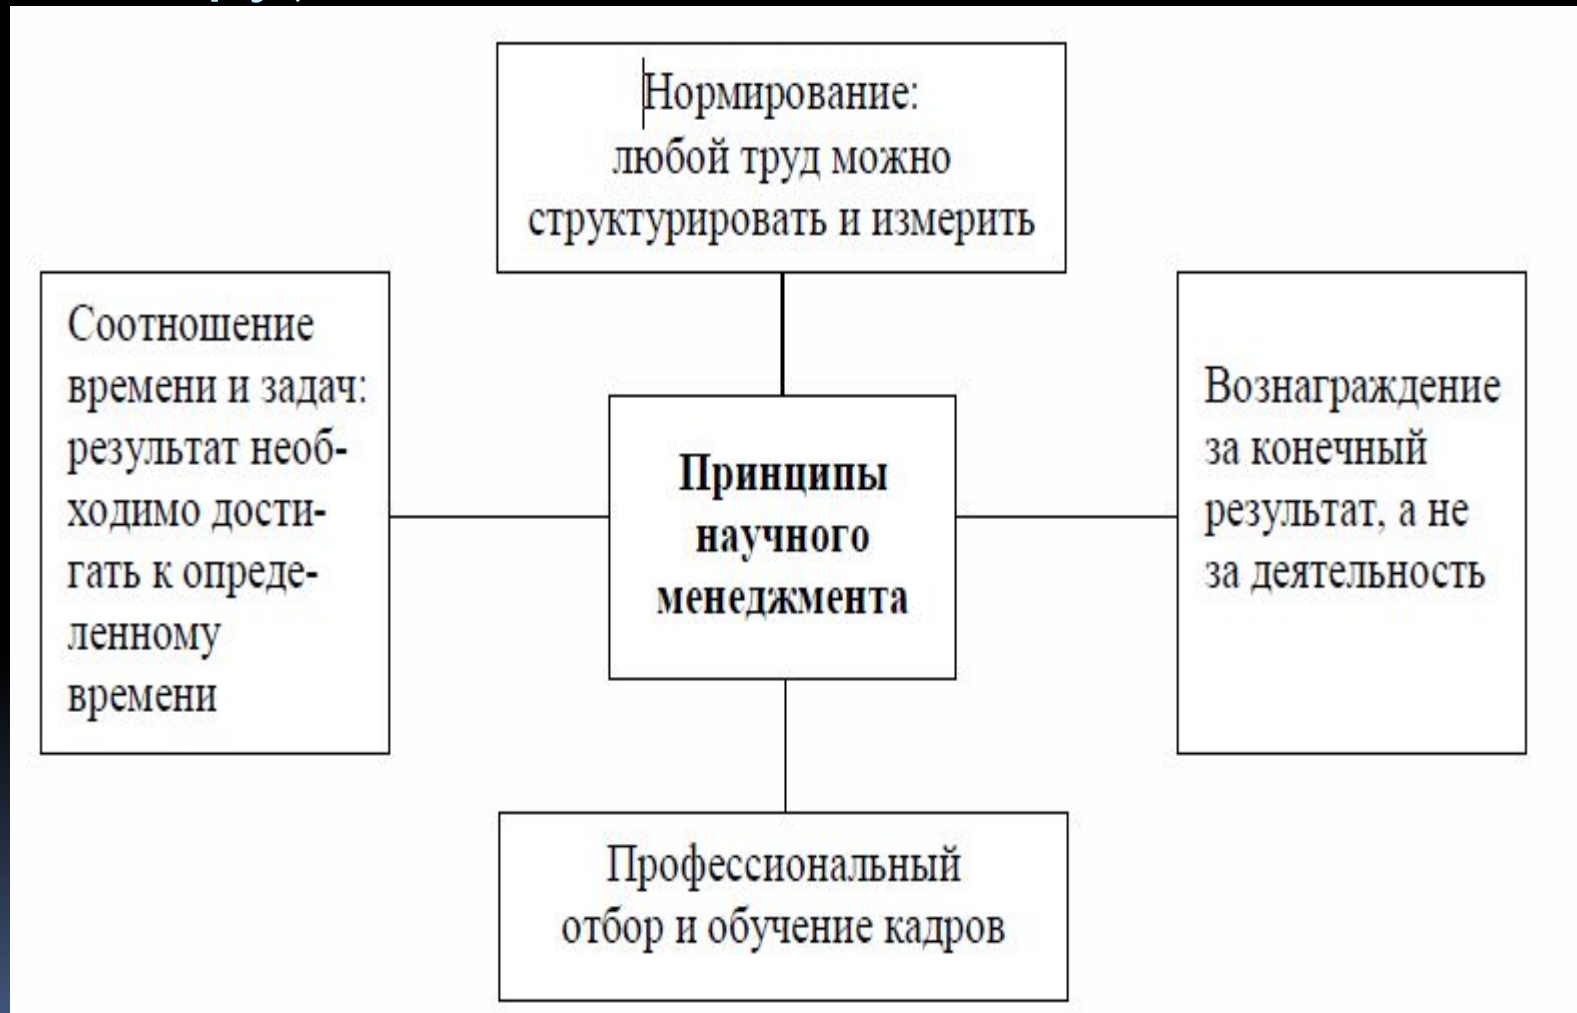 Нормирование:
любой труд можно
структурировать и измерить
Соотношение
времени и задач:
результат необ-
ходимо дости-
гать к опреде-
ленному
времени
Принципы
научного
менеджмента
Вознаграждение
за конечный
результат, а не
за деятельность
Профессиональный
отбор и обучение кадров